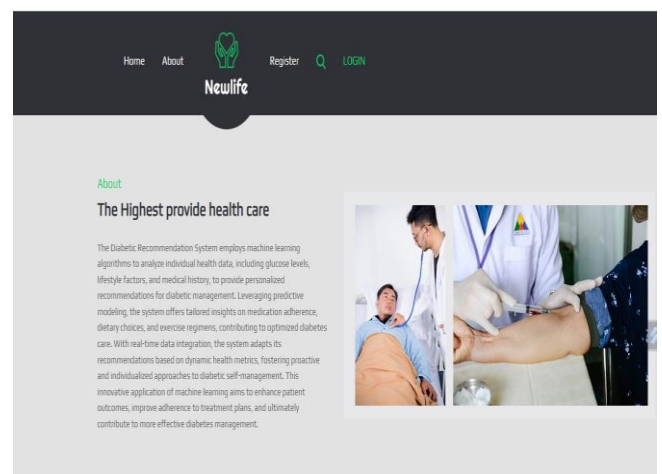 Home About Register LOGIN
Newlife
About
The Highest provide health care
The Diabetic Recommendation System employs machine learning
algorithms to analyze individual health data, including glucose levels,
lifestyle factors, and medical history, to provide personalized
recommendations for diabetic management. Leveraging predictive
modeling, the system offers tailored insights on medication adherence,
dietary choices, and exercise regimens, contributing to optimized diabetes
care. With real-time data integration, the system adapts its
recommendations based on dynamic health metrics, fostering proactive
and individualized approaches to diabetic self-management. This
innovative application of machine learning aims to enhance patient
outcomes, improve adherence to treatment plans, and ultimately
contribute to more effective diabetes management.